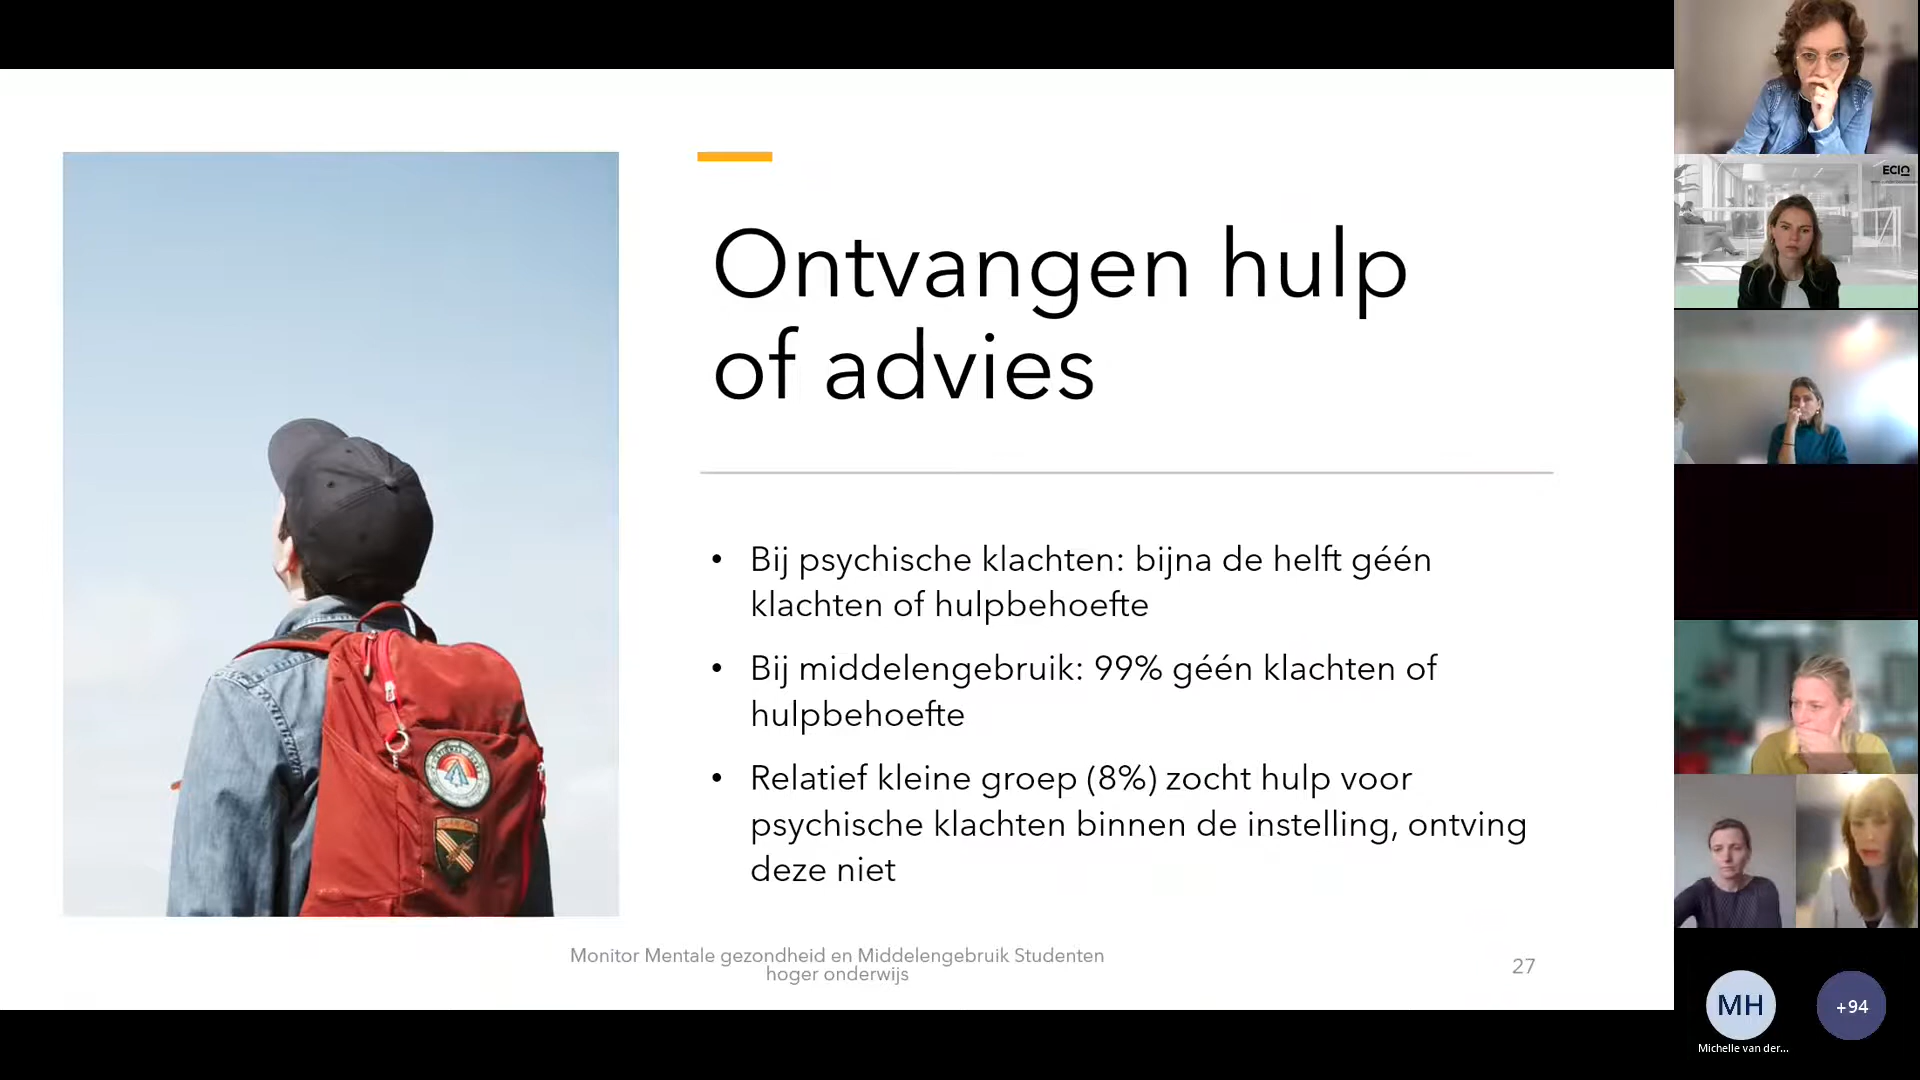 ECIO
Ontvangen hulp
of advies
• Bij psychische klachten: bijna de helft géén
klachten of hulpbehoefte
• Bij middelengebruik: 99% géén klachten of
hulpbehoefte
• Relatief kleine groep (8%) zocht hulp voor
psychische klachten binnen de instelling, ontving
deze niet
Monitor Mentale gezondheid en Middelengebruik Studenten
hoger onderwijs
27
MH
+94
Michelle van der...